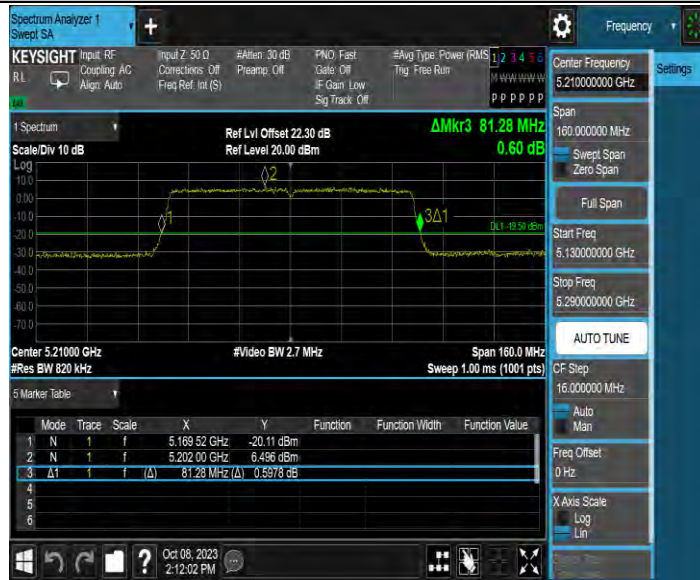 Spectrum Analyzer 1
Swept SA
+
Frequency
KEYSIGHT
RL
Input: RF
Coupling: AC
Align: Auto
Input Z: 50 Ω
Corrections: Off
Freq Ref: Int (S)
#Atten: 30 dB
Preamp: Off
PNO: Fast
Gate: Off
IF Gain: Low
Sig Track: Off
#Avg Type: Power (RMS
Trig: Free Run
1 2 3 4 5 6
M W W W W W
P P P P P P
1 Spectrum
Scale/Div 10 dB
Ref Lvl Offset 22.30 dB
Ref Level 20.00 dBm
ΔMkr3 81.28 MHz
0.60 dB
Log
10.0
0.00
-10.0
-20.0
-30.0
-40.0
-50.0
-60.0
-70.0
1
2
3Δ1
DL1 -19.50 dBm
Center 5.21000 GHz
#Res BW 820 kHz
#Video BW 2.7 MHz
Span 160.0 MHz
Sweep 1.00 ms (1001 pts)
5 Marker Table
Mode Trace Scale X Y Function Function Width Function Value
1 N 1 f 5.169 52 GHz -20.11 dBm
2 N 1 f 5.202 00 GHz 6.496 dBm
3 Δ1 1 f (Δ) 81.28 MHz (Δ) 0.5978 dB
4
5
6
Center Frequency
5.210000000 GHz
Settings
Span
160.000000 MHz
Swept Span
Zero Span
Full Span
Start Freq
5.130000000 GHz
Stop Freq
5.290000000 GHz
AUTO TUNE
CF Step
16.000000 MHz
Auto
Man
Freq Offset
0 Hz
X Axis Scale
Log
Lin
?
Oct 08, 2023
2:12:02 PM